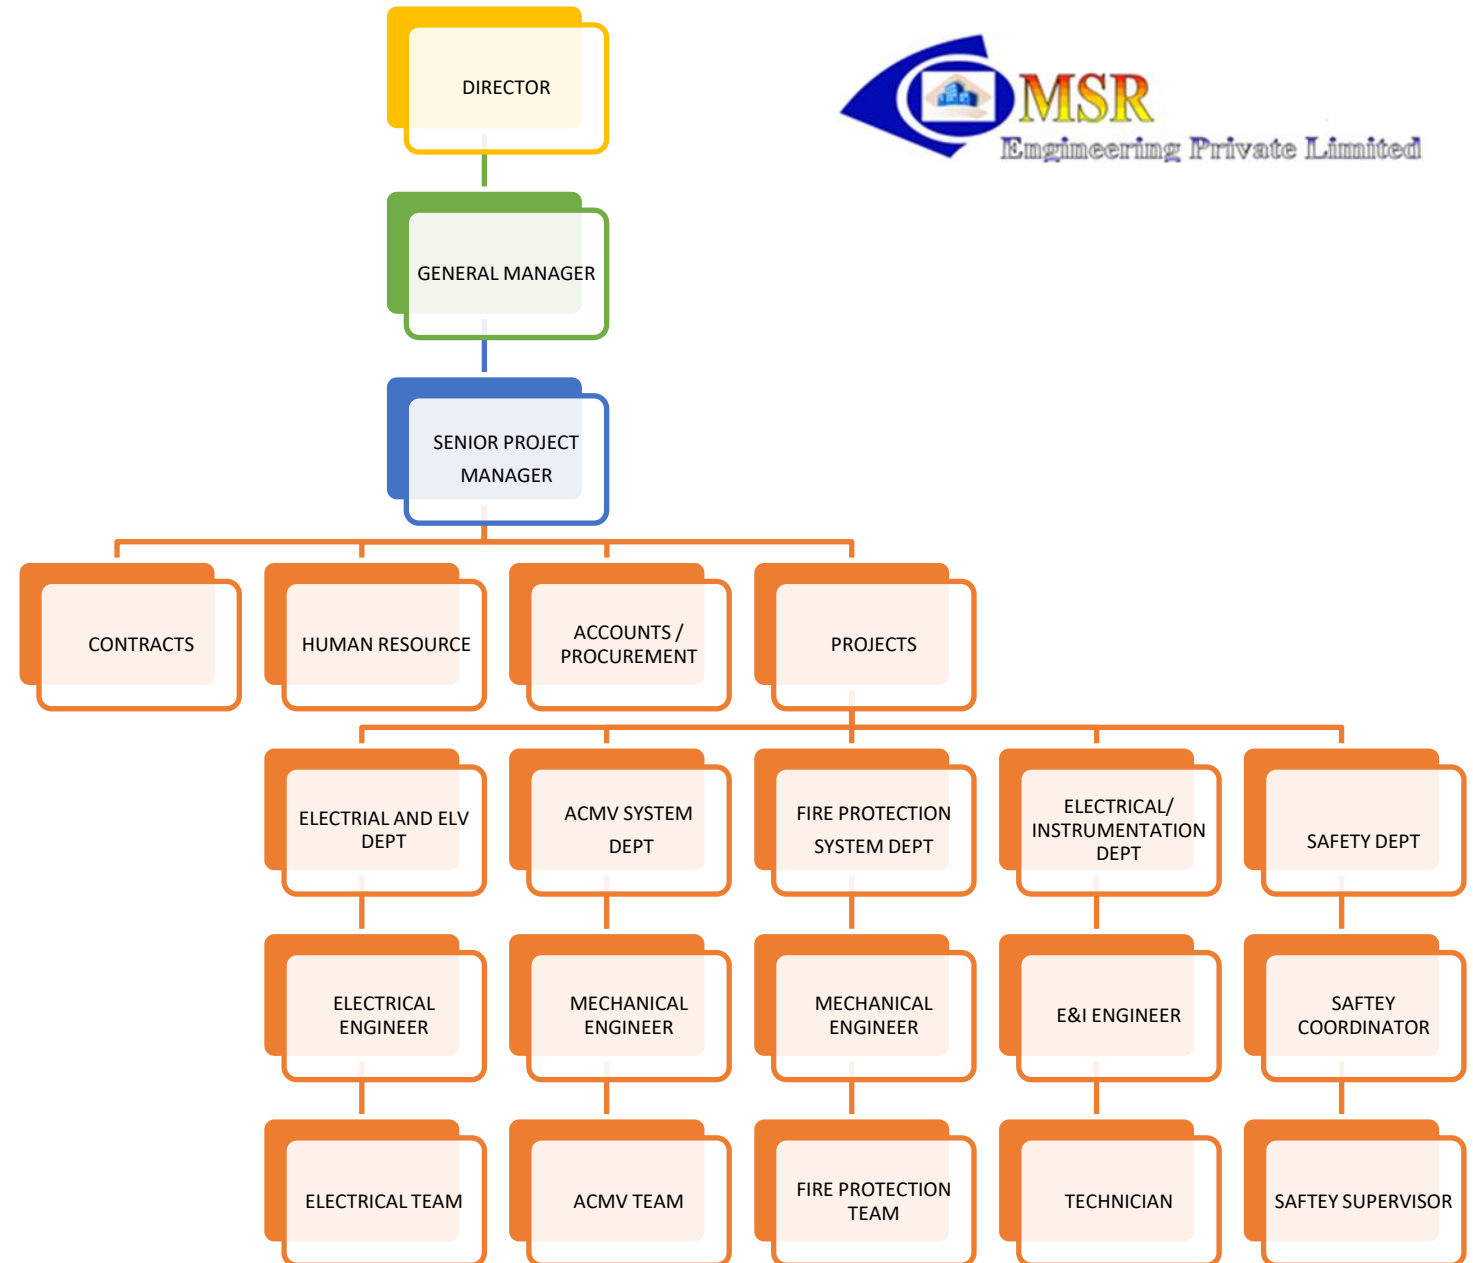 DIRECTOR
MSR
Engineering Private Limited
GENERAL MANAGER
SENIOR PROJECT
MANAGER
CONTRACTS
HUMAN RESOURCE
ACCOUNTS /
PROCUREMENT
PROJECTS
ELECTRIAL AND ELV
DEPT
ACMV SYSTEM
DEPT
FIRE PROTECTION
SYSTEM DEPT
ELECTRICAL/
INSTRUMENTATION
DEPT
SAFETY DEPT
ELECTRICAL
ENGINEER
MECHANICAL
ENGINEER
MECHANICAL
ENGINEER
E&I ENGINEER
SAFTEY
COORDINATOR
ELECTRICAL TEAM
ACMV TEAM
FIRE PROTECTION
TEAM
TECHNICIAN
SAFTEY SUPERVISOR